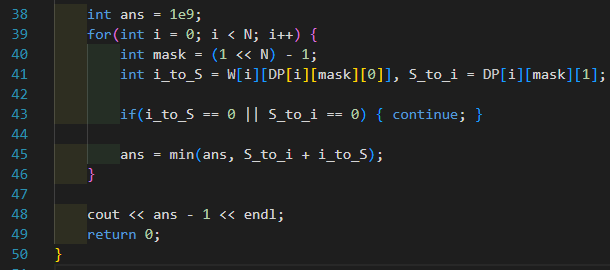 38 int ans = 1e9;
39 for(int i = 0; i < N; i++) {
40 int mask = (1 << N) - 1;
41 int i_to_S = W[i][DP[i][mask][0]], S_to_i = DP[i][mask][1];
42
43 if(i_to_S == 0 || S_to_i == 0) { continue; }
44
45 ans = min(ans, S_to_i + i_to_S);
46 }
47
48 cout << ans - 1 << endl;
49 return 0;
50 }